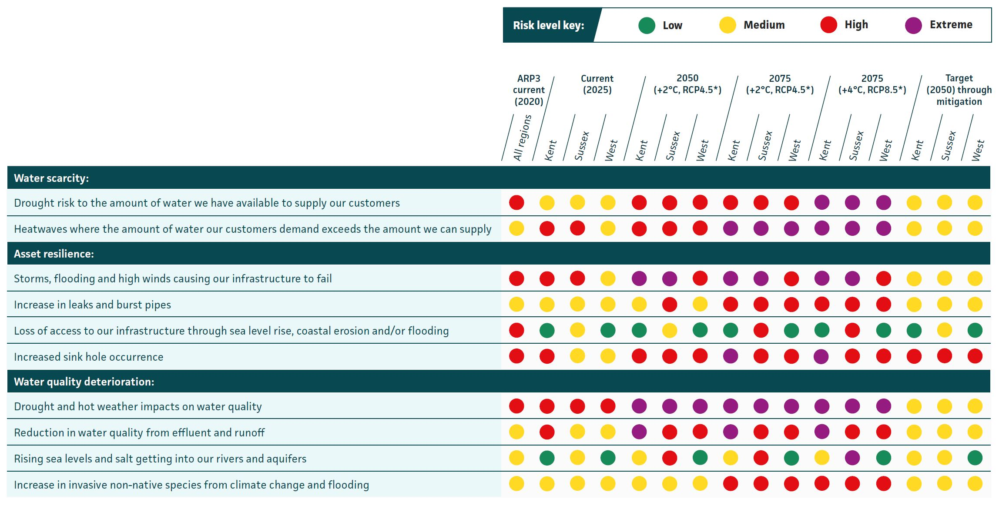 Risk level key: Low Medium High Extreme
ARP3 current (2020)
Current (2025)
2050 (+2°C, RCP4.5*)
2075 (+2°C, RCP4.5*)
2075 (+4°C, RCP8.5*)
Target (2050) through mitigation
All regions Kent Sussex West Kent Sussex West Kent Sussex West Kent Sussex West Kent Sussex West
Water scarcity:
Drought risk to the amount of water we have available to supply our customers
Heatwaves where the amount of water our customers demand exceeds the amount we can supply
Asset resilience:
Storms, flooding and high winds causing our infrastructure to fail
Increase in leaks and burst pipes
Loss of access to our infrastructure through sea level rise, coastal erosion and/or flooding
Increased sink hole occurrence
Water quality deterioration:
Drought and hot weather impacts on water quality
Reduction in water quality from effluent and runoff
Rising sea levels and salt getting into our rivers and aquifers
Increase in invasive non-native species from climate change and flooding